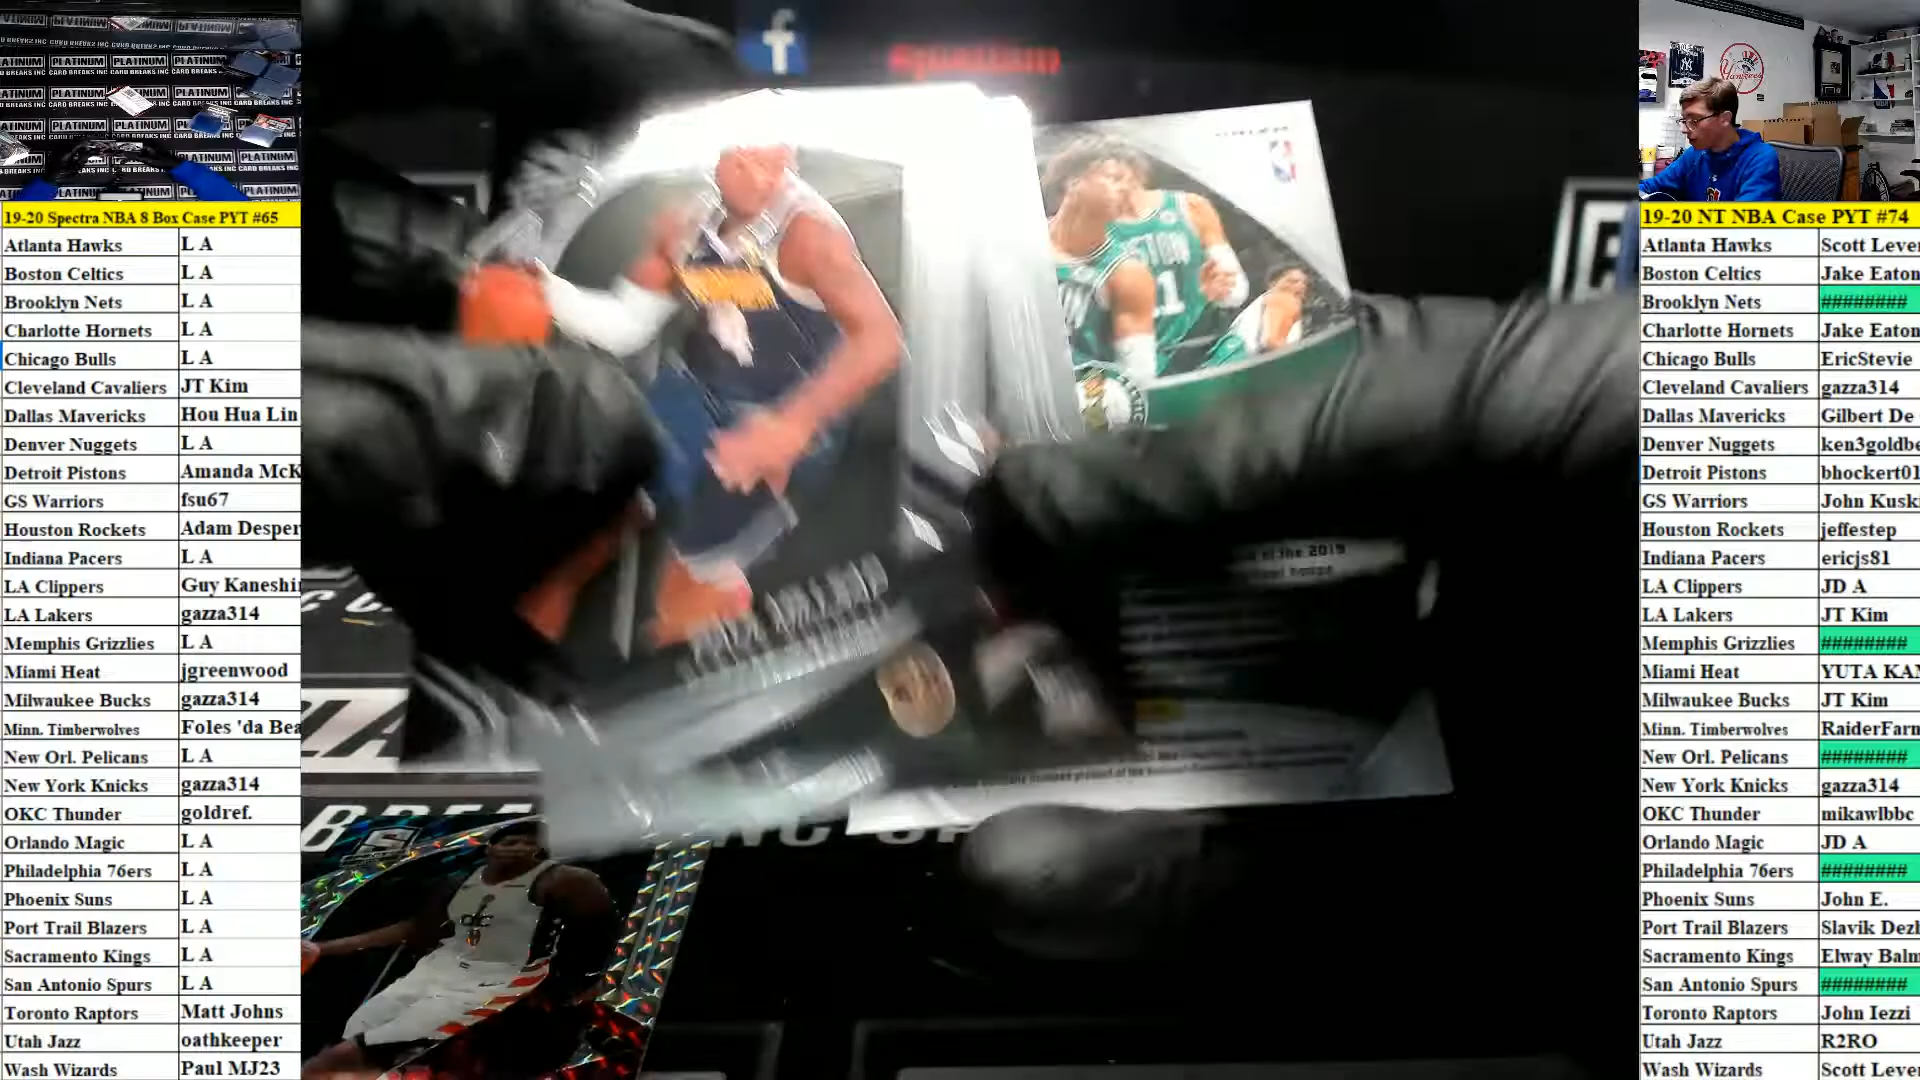 19-20 Spectra NBA 8 Box Case PYT #65
Atlanta Hawks L A
Boston Celtics L A
Brooklyn Nets L A
Charlotte Hornets L A
Chicago Bulls L A
Cleveland Cavaliers JT Kim
Dallas Mavericks Hou Hua Lin
Denver Nuggets L A
Detroit Pistons Amanda McK
GS Warriors fsu67
Houston Rockets Adam Desper
Indiana Pacers L A
LA Clippers Guy Kaneshi
LA Lakers gazza314
Memphis Grizzlies L A
Miami Heat jgreenwood
Milwaukee Bucks gazza314
Minn. Timberwolves Foles 'da Bea
New Orl. Pelicans L A
New York Knicks gazza314
OKC Thunder goldref.
Orlando Magic L A
Philadelphia 76ers L A
Phoenix Suns L A
Port Trail Blazers L A
Sacramento Kings L A
San Antonio Spurs L A
Toronto Raptors Matt Johns
Utah Jazz oathkeeper
Wash Wizards Paul MJ23
PLATINUM
CARD BREAKS INC
f
of the 2019
19-20 NT NBA Case PYT #74
Atlanta Hawks Scott Lever
Boston Celtics Jake Eaton
Brooklyn Nets ########
Charlotte Hornets Jake Eaton
Chicago Bulls EricStevie
Cleveland Cavaliers gazza314
Dallas Mavericks Gilbert De
Denver Nuggets ken3goldbe
Detroit Pistons bhockert01
GS Warriors John Kusk
Houston Rockets jeffestep
Indiana Pacers ericjs81
LA Clippers JD A
LA Lakers JT Kim
Memphis Grizzlies ########
Miami Heat YUTA KAN
Milwaukee Bucks JT Kim
Minn. Timberwolves RaiderFarm
New Orl. Pelicans ########
New York Knicks gazza314
OKC Thunder mikawlbbc
Orlando Magic JD A
Philadelphia 76ers ########
Phoenix Suns John E.
Port Trail Blazers Slavik Dezh
Sacramento Kings Elway Balm
San Antonio Spurs ########
Toronto Raptors John Iezzi
Utah Jazz R2RO
Wash Wizards Scott Lever